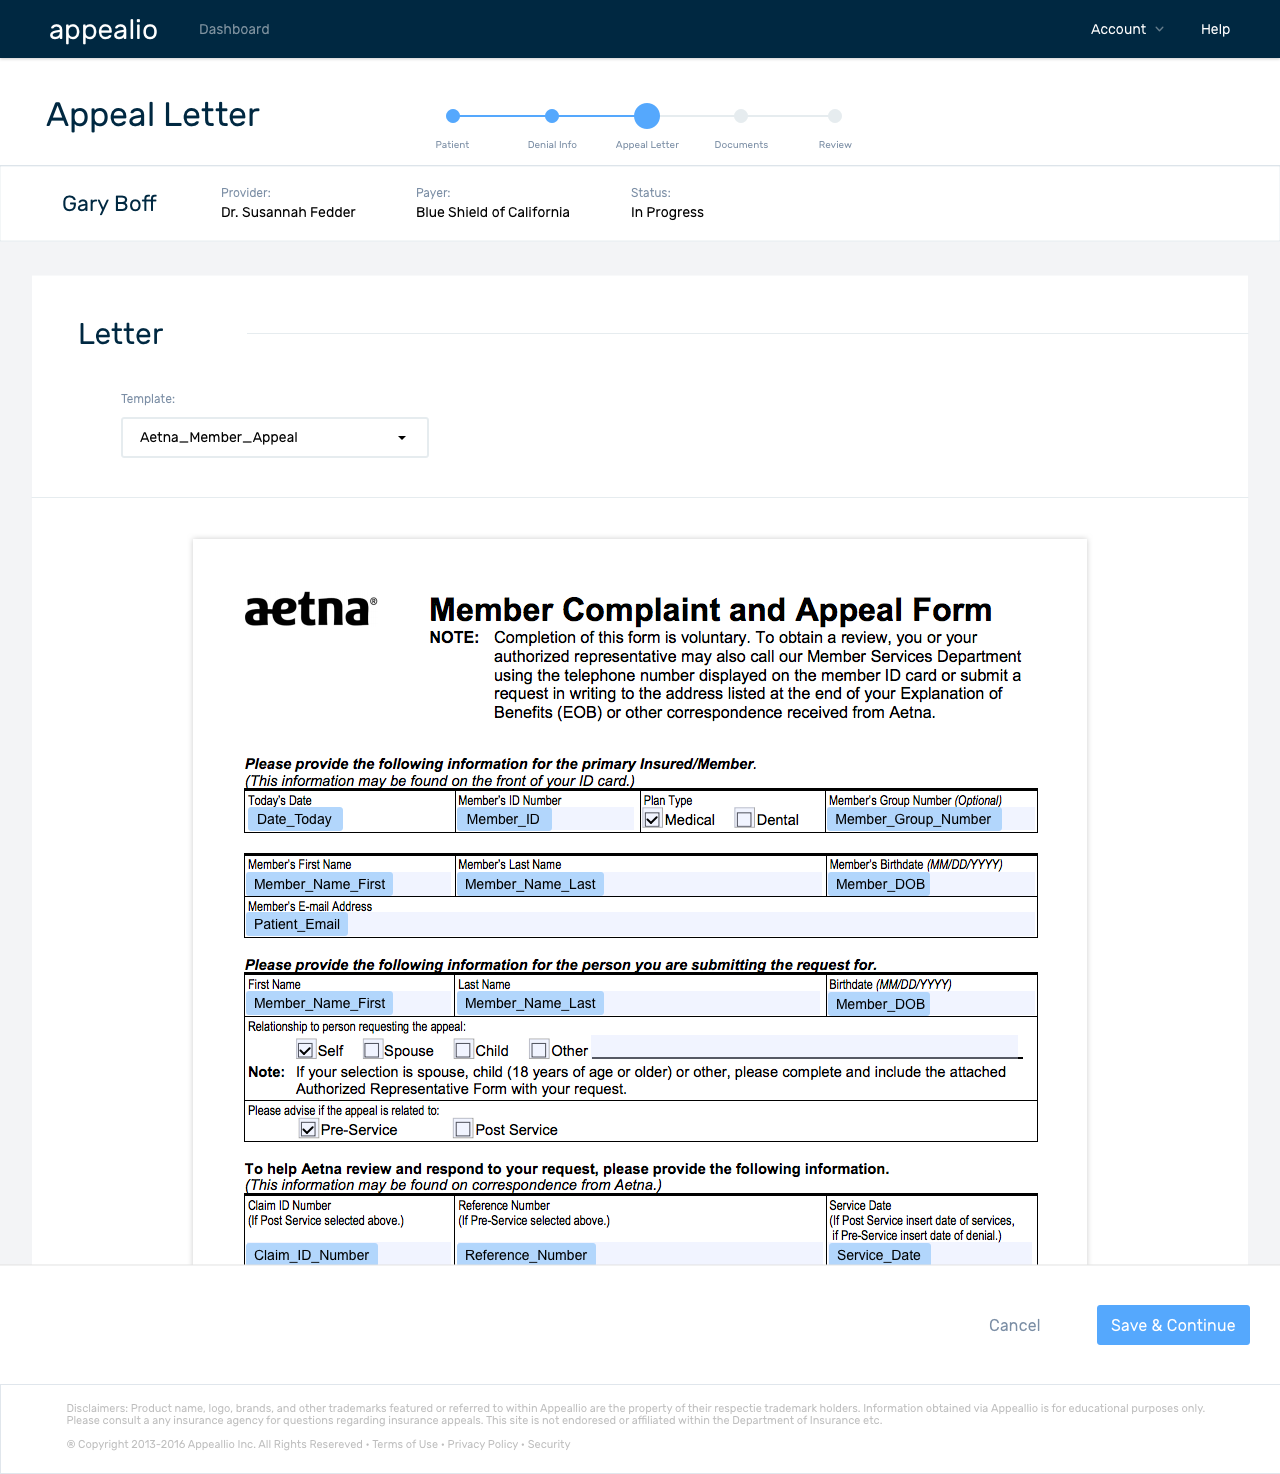 appealio
Dashboard
Account
Help
Appeal Letter
Patient
Denial Info
Appeal Letter
Documents
Review
Gary Boff
Provider:
Dr. Susannah Fedder
Payer:
Blue Shield of California
Status:
In Progress
Letter
Template:
Aetna_Member_Appeal
aetna®
Member Complaint and Appeal Form
NOTE: Completion of this form is voluntary. To obtain a review, you or your
authorized representative may also call our Member Services Department
using the telephone number displayed on the member ID card or submit a
request in writing to the address listed at the end of your Explanation of
Benefits (EOB) or other correspondence received from Aetna.
Please provide the following information for the primary Insured/Member.
(This information may be found on the front of your ID card.)
Today's Date
Date_Today
Member's ID Number
Member_ID
Plan Type
Medical
Dental
Member's Group Number (Optional)
Member_Group_Number
Member's First Name
Member_Name_First
Member's Last Name
Member_Name_Last
Member's Birthdate (MM/DD/YYYY)
Member_DOB
Member's E-mail Address
Patient_Email
Please provide the following information for the person you are submitting the request for.
First Name
Member_Name_First
Last Name
Member_Name_Last
Birthdate (MM/DD/YYYY)
Member_DOB
Relationship to person requesting the appeal:
Self
Spouse
Child
Other
Note: If your selection is spouse, child (18 years of age or older) or other, please complete and include the attached
Authorized Representative Form with your request.
Please advise if the appeal is related to:
Pre-Service
Post Service
To help Aetna review and respond to your request, please provide the following information.
(This information may be found on correspondence from Aetna.)
Claim ID Number
(If Post Service selected above.)
Claim_ID_Number
Reference Number
(If Pre-Service selected above.)
Reference_Number
Service Date
(If Post Service insert date of services,
if Pre-Service insert date of denial.)
Service_Date
Cancel
Save & Continue
Disclaimers: Product name, logo, brands, and other trademarks featured or referred to within Appeallio are the property of their respectie trademark holders. Information obtained via Appeallio is for educational purposes only.
Please consult a any insurance agency for questions regarding insurance appeals. This site is not endoresed or affiliated within the Department of Insurance etc.
® Copyright 2013-2016 Appeallio Inc. All Rights Resereved • Terms of Use • Privacy Policy • Security